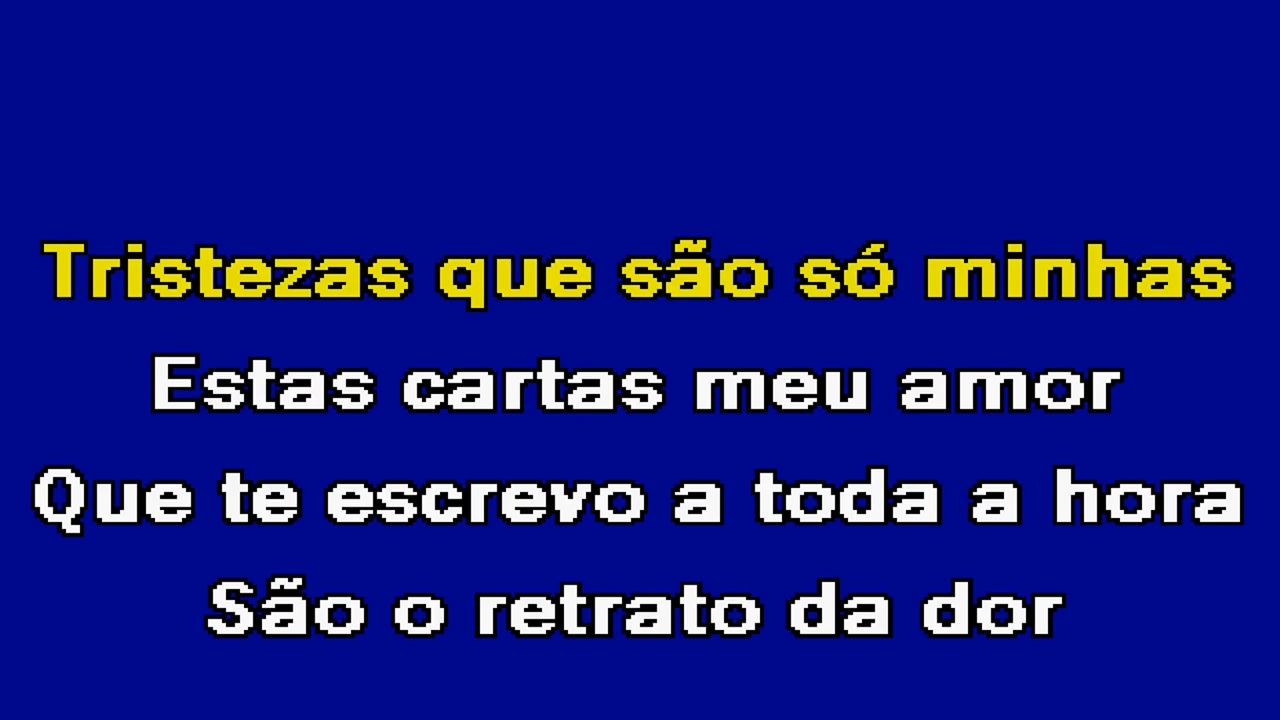 Tristezas que são só minhas
Estas cartas meu amor
Que te escrevo a toda a hora
São o retrato da dor